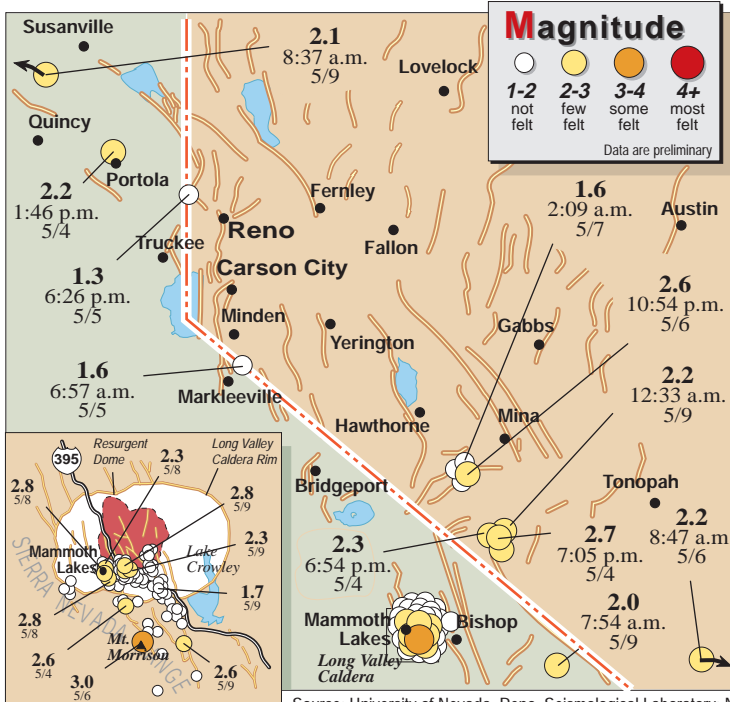 Magnitude
1-2
not
felt
2-3
few
felt
3-4
some
felt
4+
most
felt
Data are preliminary
Susanville
2.1
8:37 a.m.
5/9
Lovelock
Quincy
Portola
2.2
1:46 p.m.
5/4
Fernley
1.6
2:09 a.m.
5/7
Austin
Reno
Truckee
Fallon
1.3
6:26 p.m.
5/5
Carson City
2.6
10:54 p.m.
5/6
Minden
Yerington
Gabbs
1.6
6:57 a.m.
5/5
Markleeville
2.2
12:33 a.m.
5/9
Hawthorne
Mina
Bridgeport
Tonopah
2.3
6:54 p.m.
5/4
2.7
7:05 p.m.
5/4
2.2
8:47 a.m
5/6
2.0
7:54 a.m.
5/9
Mammoth
Lakes
Bishop
Long Valley
Caldera
395
Resurgent
Dome
2.3
5/8
Long Valley
Caldera Rim
2.8
5/8
2.8
5/9
Mammoth
Lakes
2.3
5/9
Lake
Crowley
1.7
5/9
SIERRA NEVADA RANGE
2.8
5/8
Mt.
Morrison
2.6
5/4
3.0
5/6
2.6
5/9
Source University of Nevada Reno Seismological Laboratory